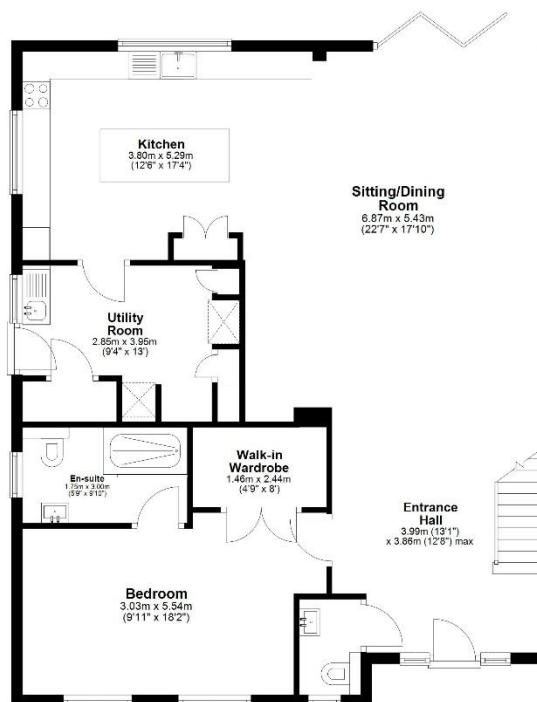 Kitchen
3.80m x 5.29m
(12'6" x 17'4")
Sitting/Dining
Room
6.87m x 5.43m
(22'7" x 17'10")
Utility
Room
2.85m x 3.95m
(9'4" x 13')
Walk-in
Wardrobe
1.46m x 2.44m
(4'9" x 8')
En-suite
1.75m x 3.00m
(5'9" x 9'10")
Entrance
Hall
3.99m (13'1")
x 3.86m (12'8") max
Bedroom
3.03m x 5.54m
(9'11" x 18'2")